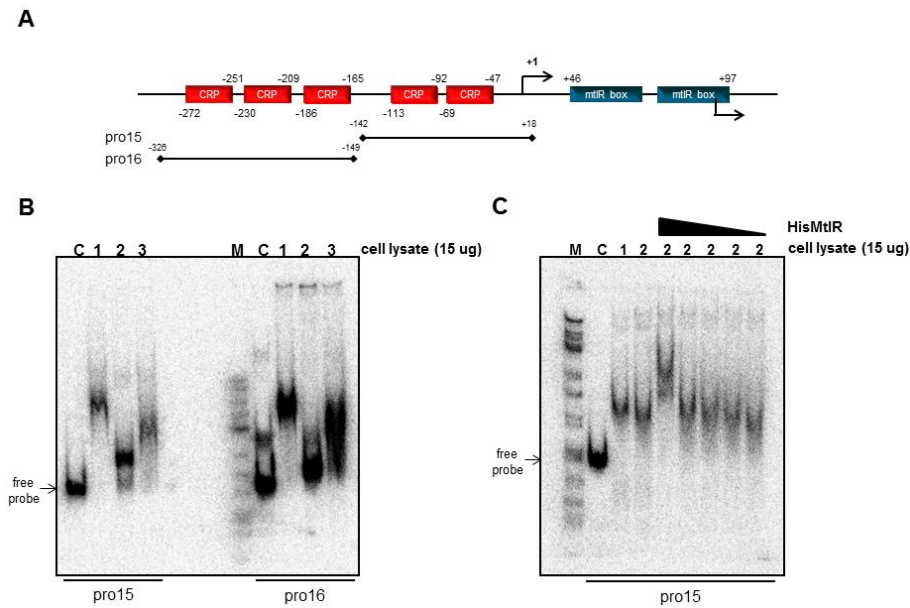 A
+1
-251 -209 -165 -92 -47 +46 +97
CRP CRP CRP CRP CRP mtlR box mtlR box
-272 -230 -186 -113 -69
pro15 -142 +18
pro16 -326 -149
B
C 1 2 3 M C 1 2 3 cell lysate (15 ug)
free
probe
pro15 pro16
C
HisMtlR
M C 1 2 2 2 2 2 2 cell lysate (15 ug)
free
probe
pro15